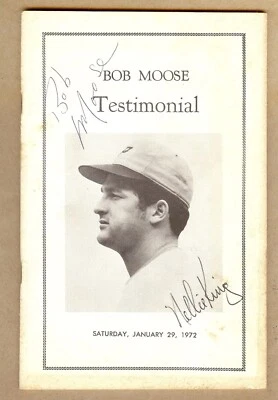 BOB MOOSE
Testimonial
Bob
Moose
Nellie King
SATURDAY, JANUARY 29, 1972